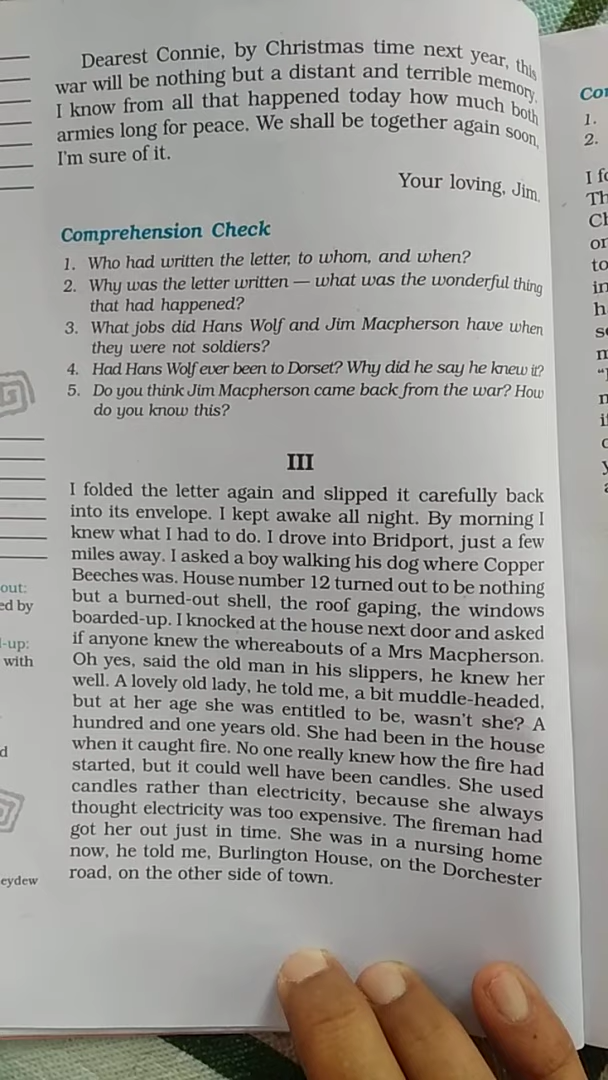 Dearest Connie, by Christmas time next year, this
war will be nothing but a distant and terrible memory.
I know from all that happened today how much both
armies long for peace. We shall be together again soon,
I'm sure of it.
Your loving, Jim.
Comprehension Check
1. Who had written the letter, to whom, and when?
2. Why was the letter written — what was the wonderful thing
that had happened?
3. What jobs did Hans Wolf and Jim Macpherson have when
they were not soldiers?
4. Had Hans Wolf ever been to Dorset? Why did he say he knew it?
5. Do you think Jim Macpherson came back from the war? How
do you know this?
III
I folded the letter again and slipped it carefully back
into its envelope. I kept awake all night. By morning I
knew what I had to do. I drove into Bridport, just a few
miles away. I asked a boy walking his dog where Copper
Beeches was. House number 12 turned out to be nothing
but a burned-out shell, the roof gaping, the windows
boarded-up. I knocked at the house next door and asked
if anyone knew the whereabouts of a Mrs Macpherson.
Oh yes, said the old man in his slippers, he knew her
well. A lovely old lady, he told me, a bit muddle-headed,
but at her age she was entitled to be, wasn't she? A
hundred and one years old. She had been in the house
when it caught fire. No one really knew how the fire had
started, but it could well have been candles. She used
candles rather than electricity, because she always
thought electricity was too expensive. The fireman had
got her out just in time. She was in a nursing home
now, he told me, Burlington House, on the Dorchester
road, on the other side of town.
out:
ed by
-up:
with
d
eydew
Cor
1.
2.
I fo
Th
Ch
or
to
in
h